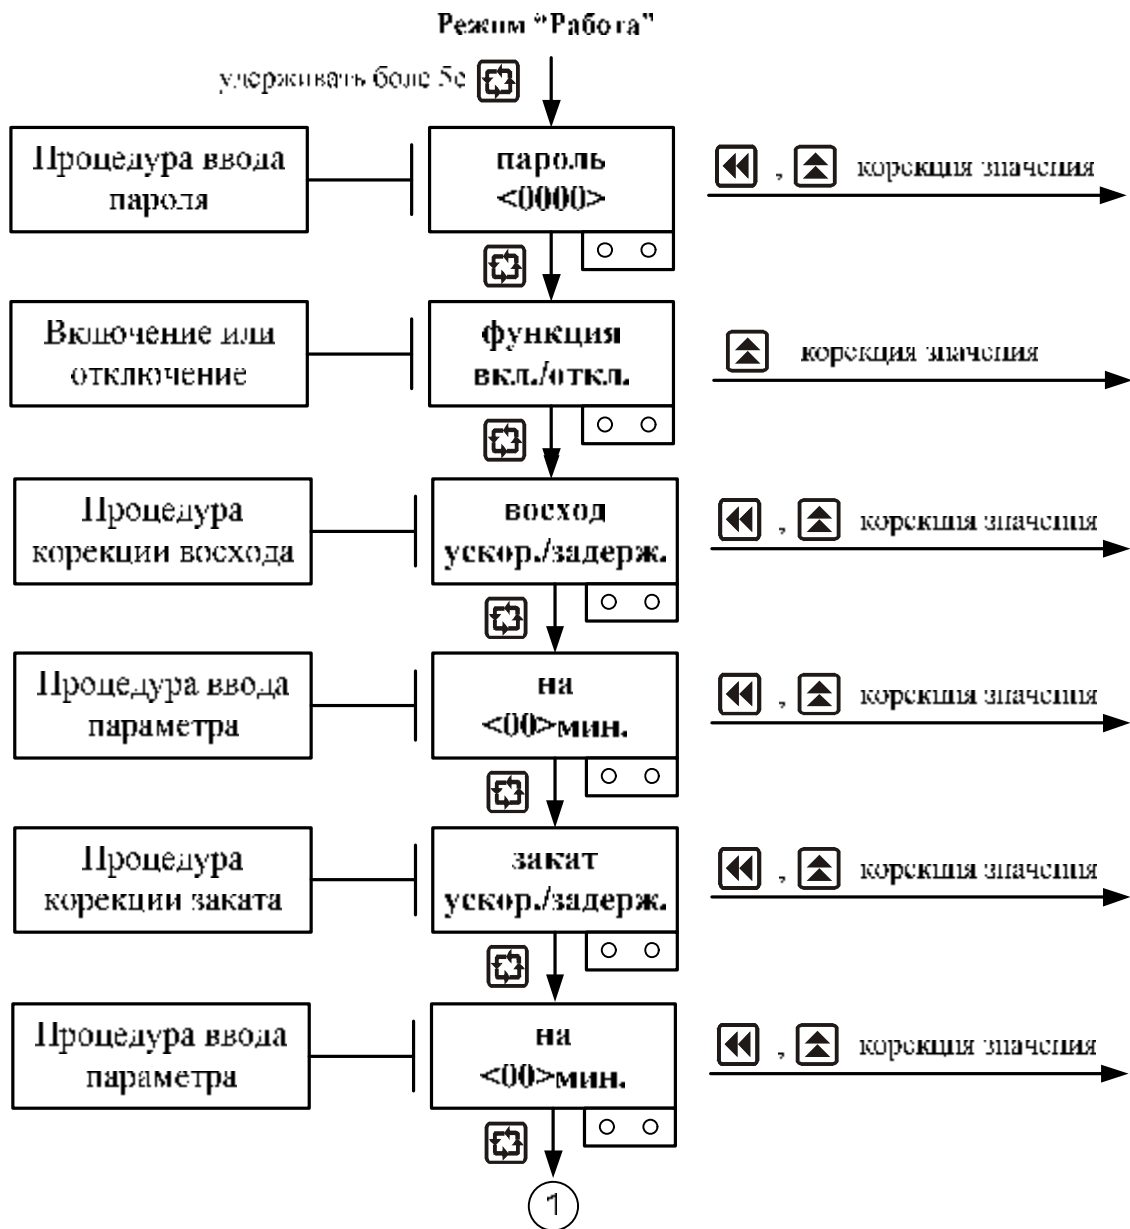 Режим “Работа”
удерживать боле 5с
Процедура ввода
пароля
пароль
<0000>
, корекция значения
Включение или
отключение
функция
вкл./откл.
корекция значения
Процедура
корекции восхода
восход
ускор./задерж.
, корекция значения
Процедура ввода
параметра
на
<00>мин.
, корекция значения
Процедура
корекции заката
закат
ускор./задерж.
, корекция значения
Процедура ввода
параметра
на
<00>мин.
, корекция значения
1